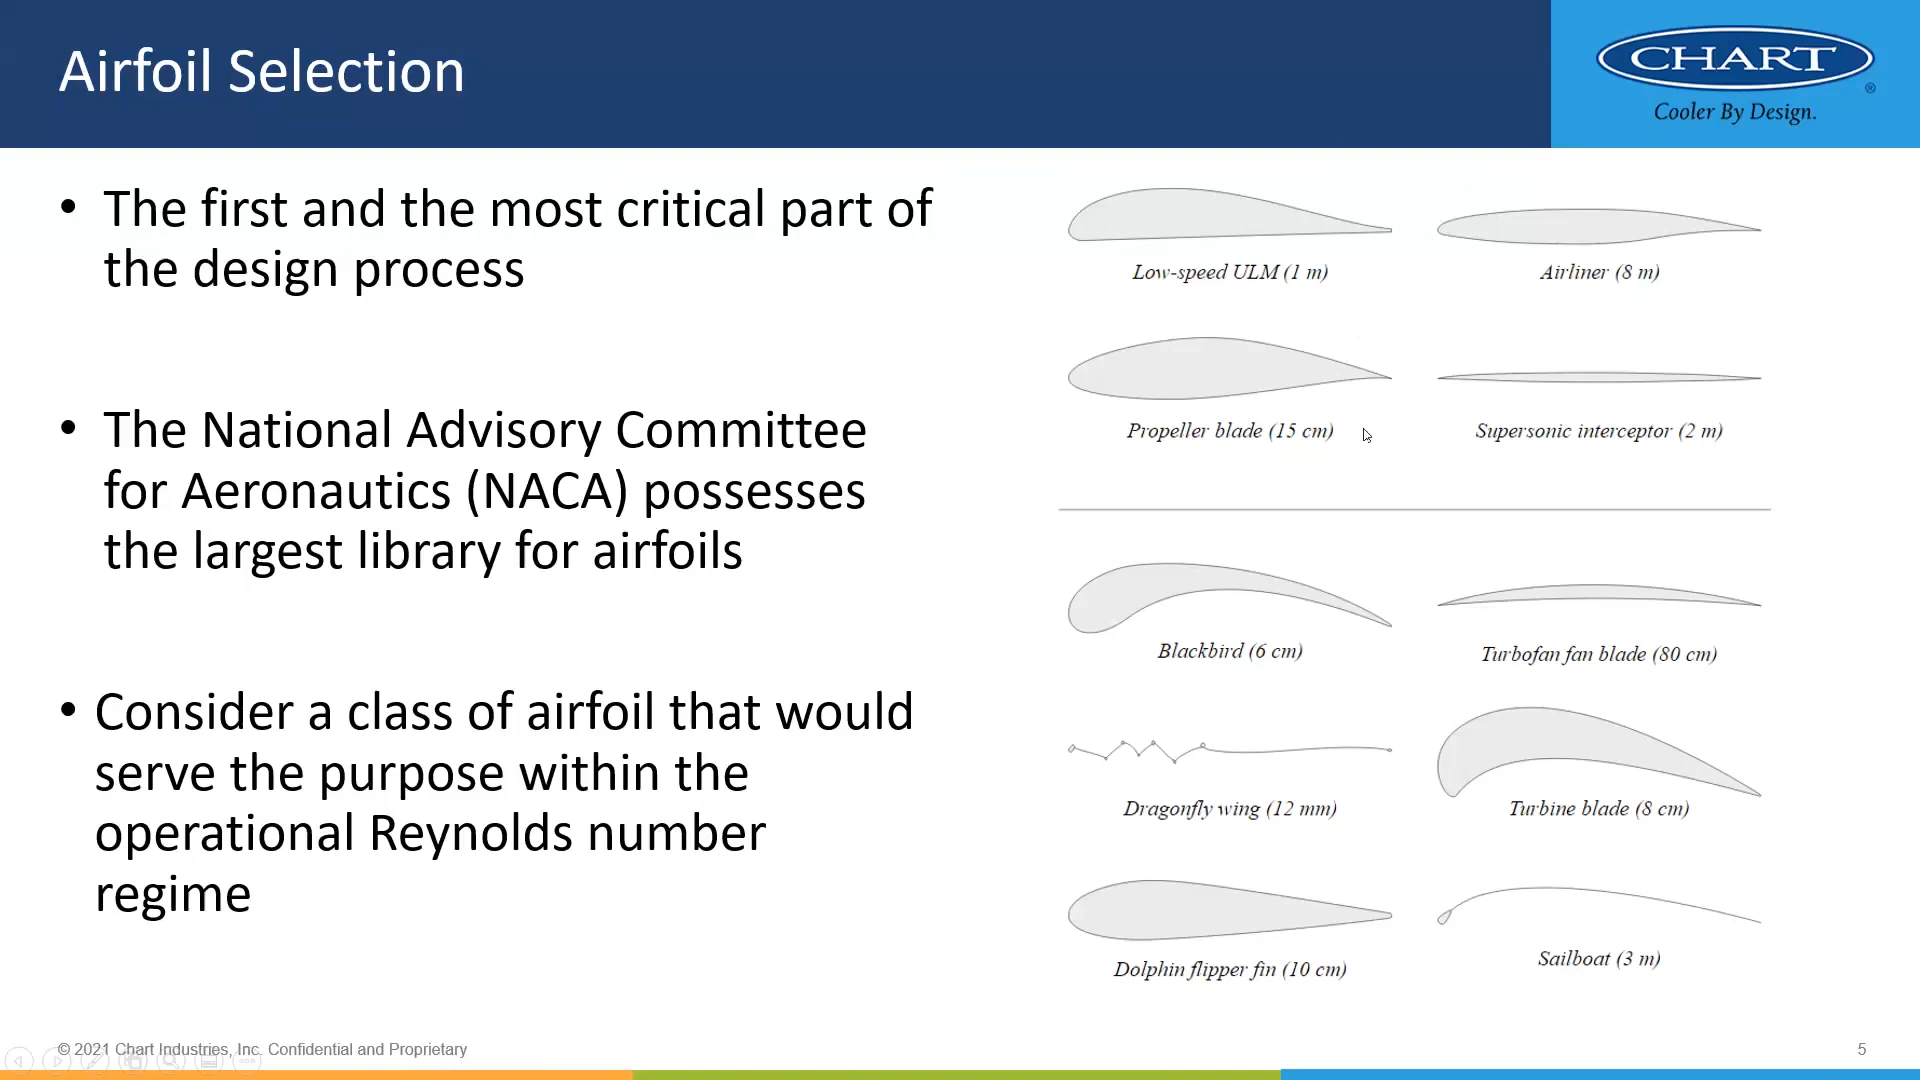 Airfoil Selection
CHART
®
Cooler By Design.
• The first and the most critical part of
the design process
• The National Advisory Committee
for Aeronautics (NACA) possesses
the largest library for airfoils
• Consider a class of airfoil that would
serve the purpose within the
operational Reynolds number
regime
Low-speed ULM (1 m)
Airliner (8 m)
Propeller blade (15 cm)
Supersonic interceptor (2 m)
Blackbird (6 cm)
Turbofan fan blade (80 cm)
Dragonfly wing (12 mm)
Turbine blade (8 cm)
Dolphin flipper fin (10 cm)
Sailboat (3 m)
© 2021 Chart Industries, Inc. Confidential and Proprietary
5